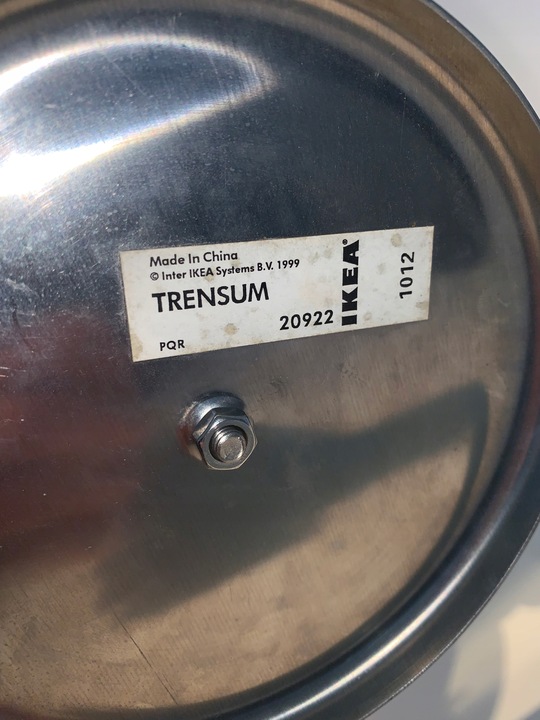 Made In China
© Inter IKEA Systems B.V. 1999
TRENSUM
20922
PQR
IKEA®
1012